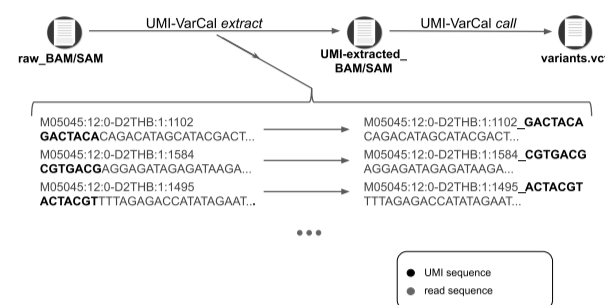 UMI-VarCal extract
UMI-VarCal call
raw_BAM/SAM
UMI-extracted_
BAM/SAM
variants.vc
M05045:12:0-D2THB:1:1102
GACTACACAGACATAGCATACGACT...
M05045:12:0-D2THB:1:1102_GACTACA
CAGACATAGCATACGACT...
M05045:12:0-D2THB:1:1584
CGTGACGAGGAGATAGAGATAAGA...
M05045:12:0-D2THB:1:1584_CGTGACG
AGGAGATAGAGATAAGA...
M05045:12:0-D2THB:1:1495
ACTACGTTTTAGAGACCATATAGAAT...
M05045:12:0-D2THB:1:1495_ACTACGT
TTTAGAGACCATATAGAAT...
UMI sequence
read sequence